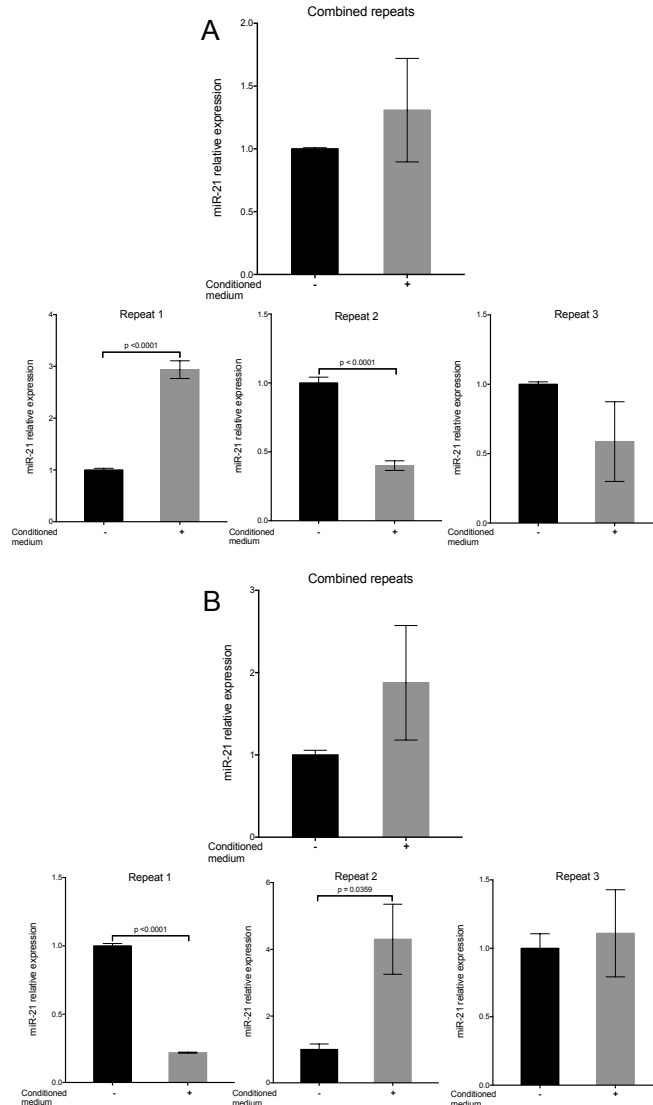 A
Combined repeats
miR-21 relative expression
2.0
1.5
1.0
0.5
0.0
Conditioned
medium
-
+
Repeat 1
miR-21 relative expression
4
3
2
1
0
p <0.0001
Conditioned
medium
-
+
Repeat 2
miR-21 relative expression
1.5
1.0
0.5
0.0
p < 0.0001
Conditioned
medium
-
+
Repeat 3
miR-21 relative expression
1.5
1.0
0.5
0.0
Conditioned
medium
-
+
B
Combined repeats
miR-21 relative expression
3
2
1
0
Conditioned
medium
-
+
Repeat 1
miR-21 relative expression
1.5
1.0
0.5
0.0
p <0.0001
Conditioned
medium
-
+
Repeat 2
miR-21 relative expression
6
4
2
0
p = 0.0359
Conditioned
medium
-
+
Repeat 3
miR-21 relative expression
1.5
1.0
0.5
0.0
Conditioned
medium
-
+